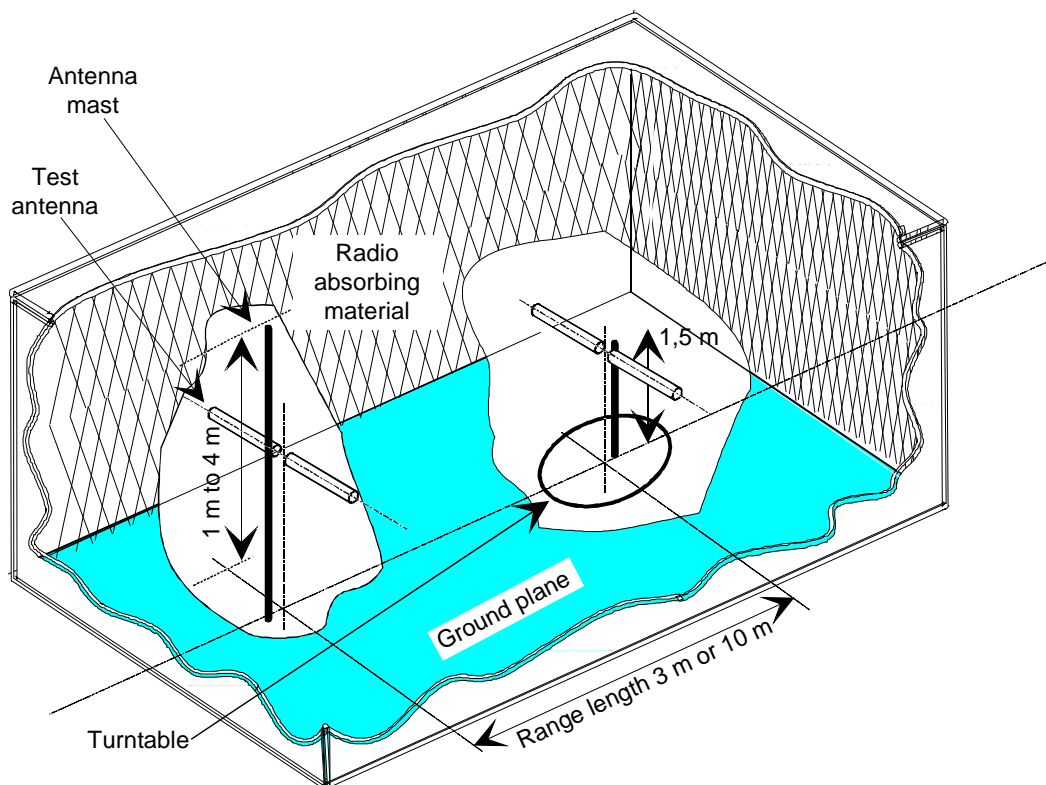 Antenna
mast
Test
antenna
Radio
absorbing
material
1,5 m
1 m to 4 m
Ground plane
Range length 3 m or 10 m
Turntable